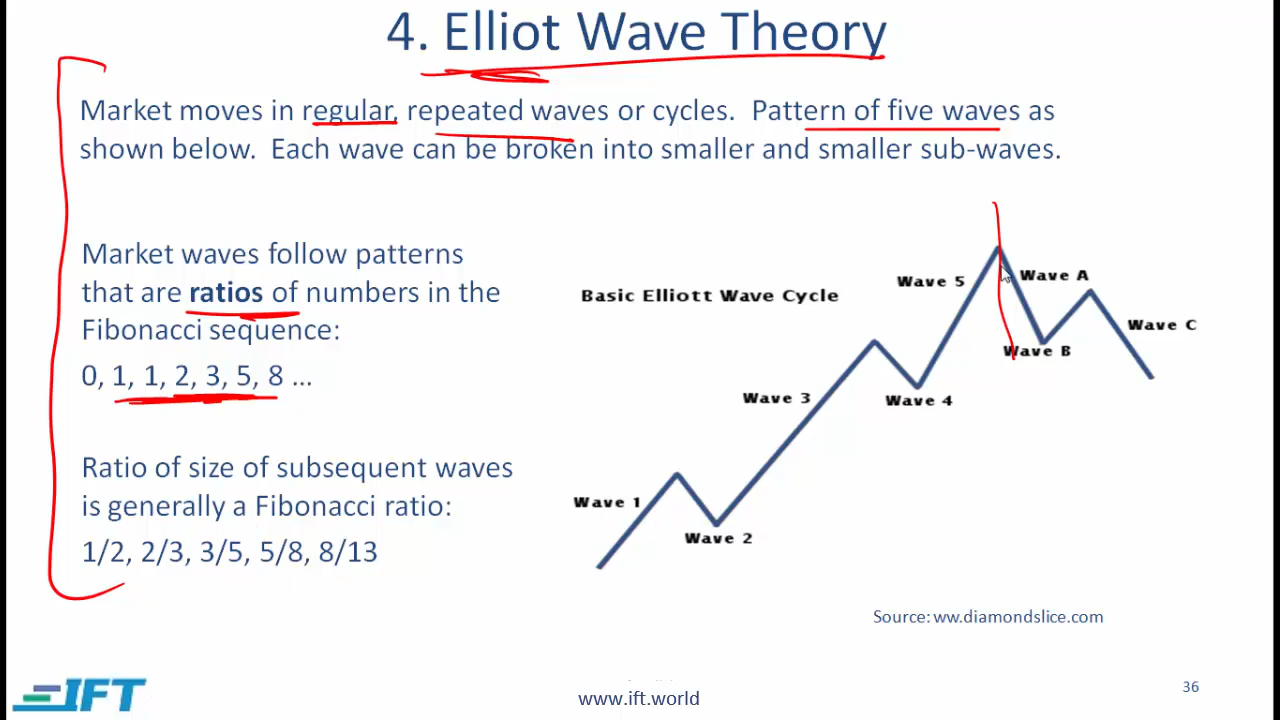 4. Elliot Wave Theory
Market moves in regular, repeated waves or cycles. Pattern of five waves as
shown below. Each wave can be broken into smaller and smaller sub-waves.
Market waves follow patterns
that are ratios of numbers in the
Fibonacci sequence:
0, 1, 1, 2, 3, 5, 8 ...
Ratio of size of subsequent waves
is generally a Fibonacci ratio:
1/2, 2/3, 3/5, 5/8, 8/13
Basic Elliott Wave Cycle
Wave 1
Wave 2
Wave 3
Wave 4
Wave 5
Wave A
Wave B
Wave C
Source: ww.diamondslice.com
IFT
www.ift.world
36